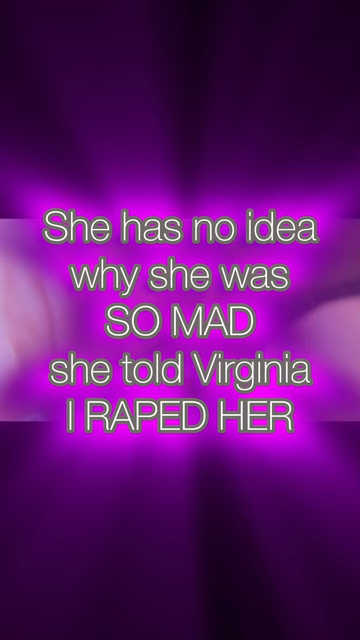 She has no idea
why she was
SO MAD
she told Virginia
I RAPED HER